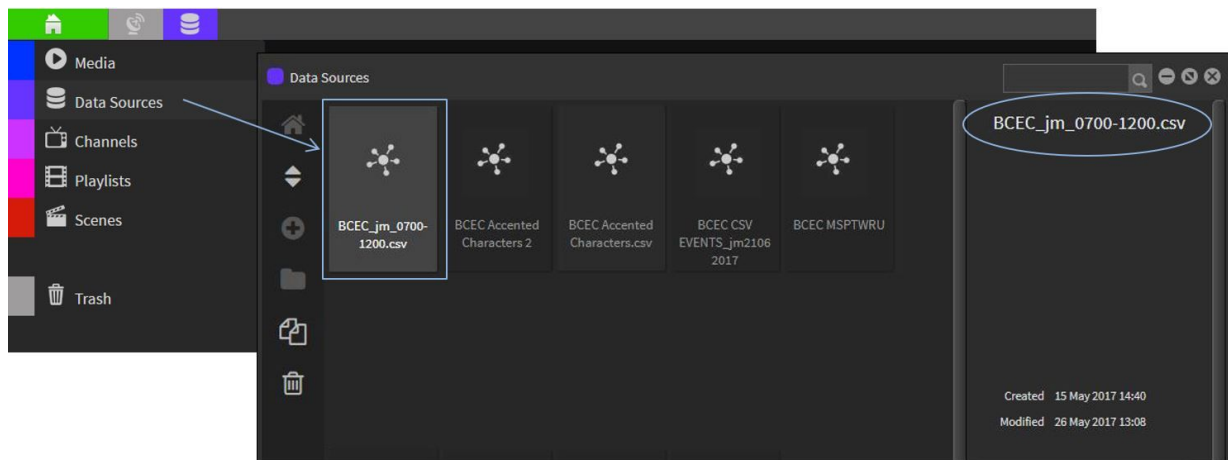 Media
Data Sources
Channels
Playlists
Scenes
Trash
Data Sources
BCEC_jm_0700-
1200.csv
BCEC Accented
Characters 2
BCEC Accented
Characters.csv
BCEC CSV
EVENTS_jm2106
2017
BCEC MSPTWRU
BCEC_jm_0700-1200.csv
Created 15 May 2017 14:40
Modified 26 May 2017 13:08